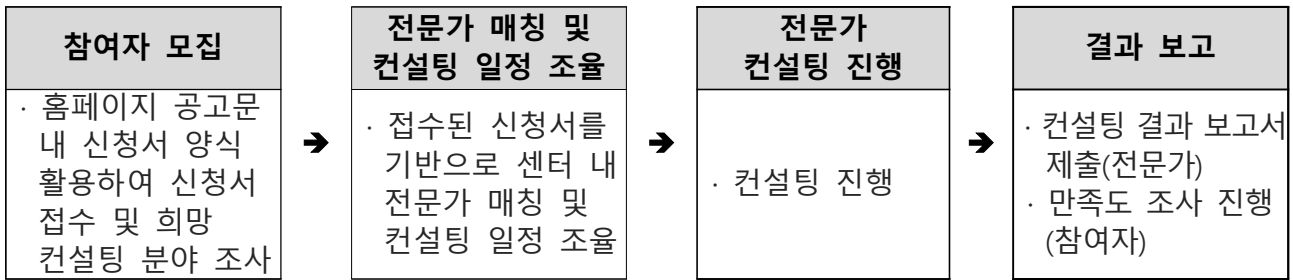 참여자 모집
· 홈페이지 공고문
내 신청서 양식
활용하여 신청서
접수 및 희망
컨설팅 분야 조사
➔
전문가 매칭 및
컨설팅 일정 조율
· 접수된 신청서를
기반으로 센터 내
전문가 매칭 및
컨설팅 일정 조율
➔
전문가
컨설팅 진행
· 컨설팅 진행
➔
결과 보고
· 컨설팅 결과 보고서
제출(전문가)
· 만족도 조사 진행
(참여자)